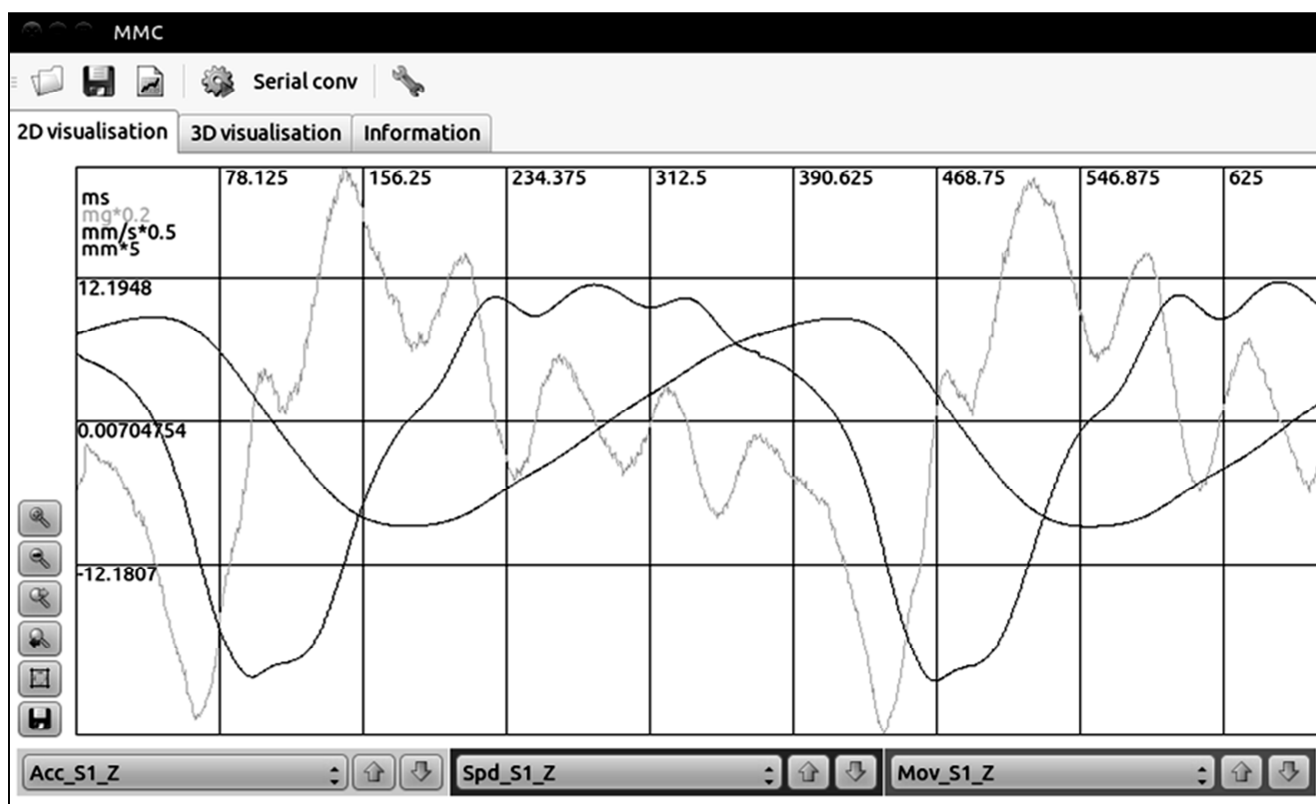 MMC
Serial conv
2D visualisation 3D visualisation Information
78.125 156.25 234.375 312.5 390.625 468.75 546.875 625
ms
mg*0.2
mm/s*0.5
mm*5
12.1948
0.00704754
-12.1807
Acc_S1_Z Spd_S1_Z Mov_S1_Z